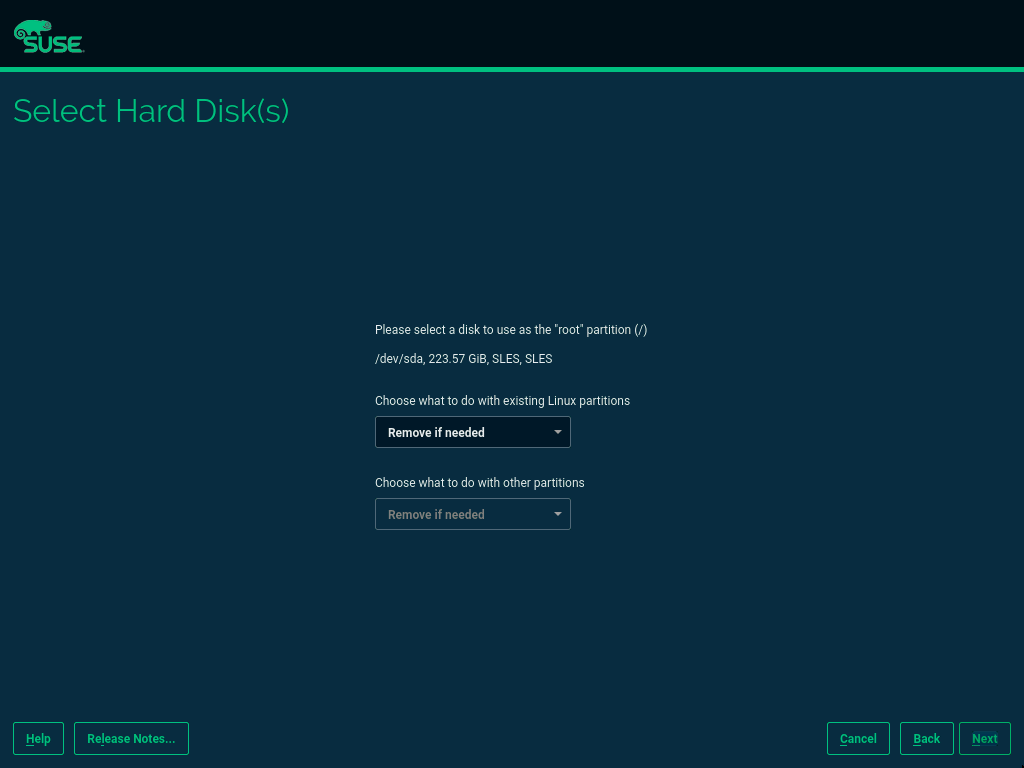 SUSE
Select Hard Disk(s)
Please select a disk to use as the "root" partition (/)
/dev/sda, 223.57 GiB, SLES, SLES
Choose what to do with existing Linux partitions
Remove if needed
Choose what to do with other partitions
Remove if needed
Help Release Notes... Cancel Back Next